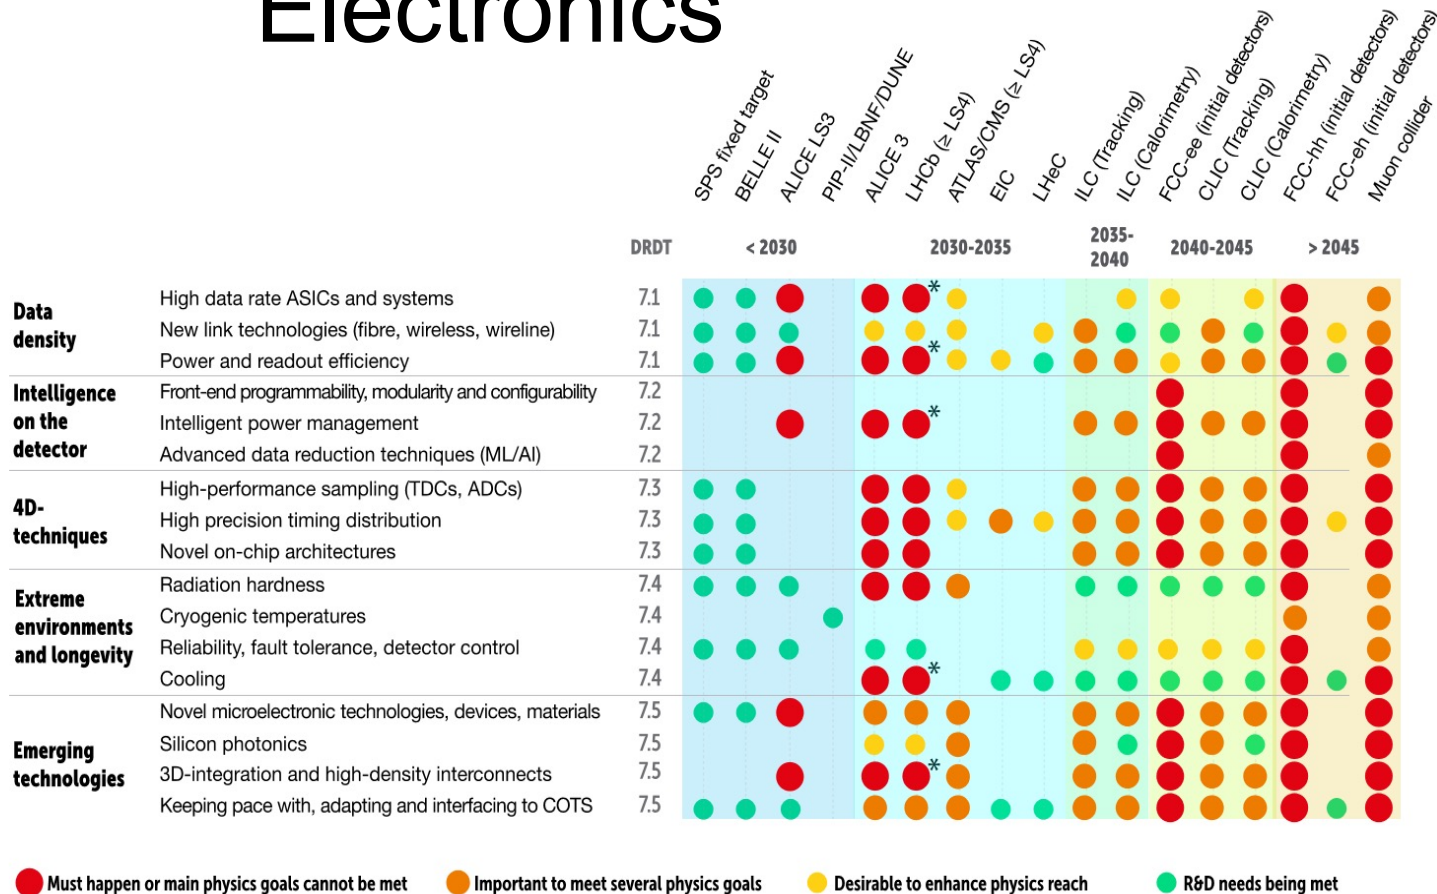 Electronics
SPS fixed target
BELLE II
ALICE LS3
PIP-II/LBNF/DUNE
ALICE 3
LHCb (≥ LS4)
ATLAS/CMS (≥ LS4)
EIC
LHeC
ILC (Tracking)
ILC (Calorimetry)
FCC-ee (initial detectors)
CLIC (Tracking)
CLIC (Calorimetry)
FCC-hh (initial detectors)
FCC-eh (initial detectors)
Muon collider
DRDT
< 2030
2030-2035
2035-
2040
2040-2045
> 2045
Data
density
High data rate ASICs and systems 7.1 *
New link technologies (fibre, wireless, wireline) 7.1
Power and readout efficiency 7.1 *
Intelligence
on the
detector
Front-end programmability, modularity and configurability 7.2
Intelligent power management 7.2 *
Advanced data reduction techniques (ML/AI) 7.2
4D-
techniques
High-performance sampling (TDCs, ADCs) 7.3
High precision timing distribution 7.3
Novel on-chip architectures 7.3
Extreme
environments
and longevity
Radiation hardness 7.4
Cryogenic temperatures 7.4
Reliability, fault tolerance, detector control 7.4
Cooling 7.4 *
Emerging
technologies
Novel microelectronic technologies, devices, materials 7.5
Silicon photonics 7.5
3D-integration and high-density interconnects 7.5 *
Keeping pace with, adapting and interfacing to COTS 7.5
Must happen or main physics goals cannot be met
Important to meet several physics goals
Desirable to enhance physics reach
R&D needs being met